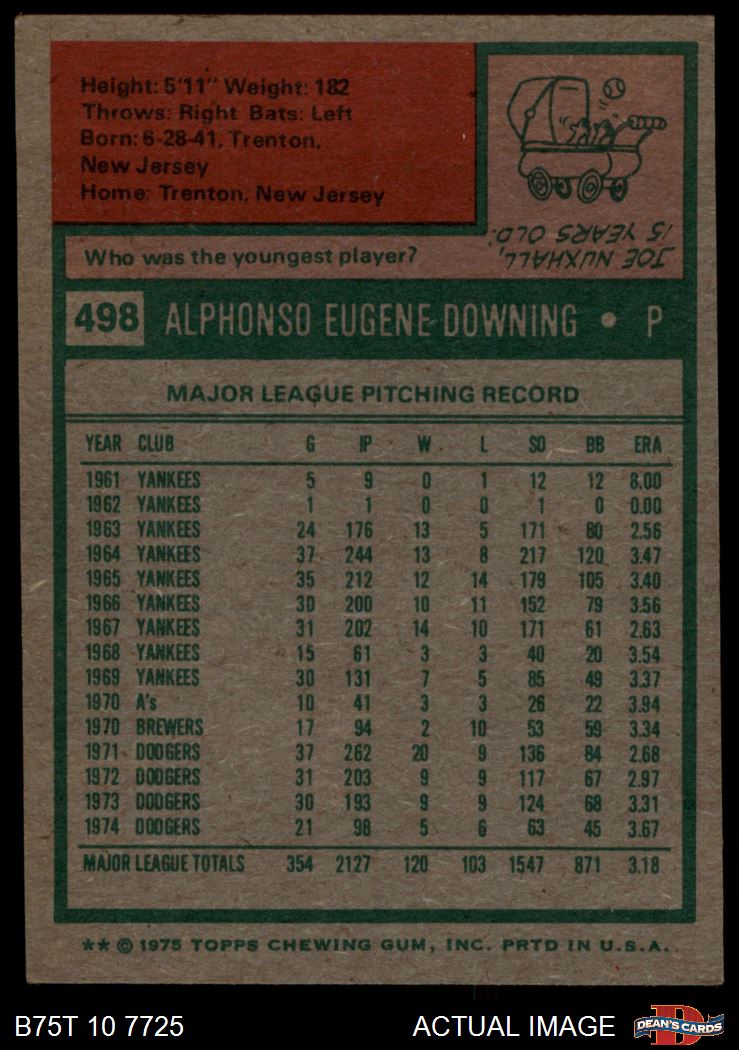 Height: 5'11" Weight: 182
Throws: Right Bats: Left
Born: 6-28-41, Trenton,
New Jersey
Home: Trenton, New Jersey
Who was the youngest player?
JOE NUXHALL,
15 YEARS OLD.
498 ALPHONSO EUGENE DOWNING • P
MAJOR LEAGUE PITCHING RECORD
YEAR CLUB G IP W L SO BB ERA
1961 YANKEES 5 9 0 1 12 12 8.00
1962 YANKEES 1 1 0 0 1 0 0.00
1963 YANKEES 24 176 13 5 171 80 2.56
1964 YANKEES 37 244 13 8 217 120 3.47
1965 YANKEES 35 212 12 14 179 105 3.40
1966 YANKEES 30 200 10 11 152 79 3.56
1967 YANKEES 31 202 14 10 171 61 2.63
1968 YANKEES 15 61 3 3 40 20 3.54
1969 YANKEES 30 131 7 5 85 49 3.37
1970 A's 10 41 3 3 26 22 3.94
1970 BREWERS 17 94 2 10 53 59 3.34
1971 DODGERS 37 262 20 9 136 84 2.68
1972 DODGERS 31 203 9 9 117 67 2.97
1973 DODGERS 30 193 9 9 124 68 3.31
1974 DODGERS 21 98 5 6 63 45 3.67
MAJOR LEAGUE TOTALS 354 2127 120 103 1547 871 3.18
** © 1975 TOPPS CHEWING GUM, INC. PRTD IN U.S.A.
B75T 10 7725 ACTUAL IMAGE
D
DEAN'S CARDS